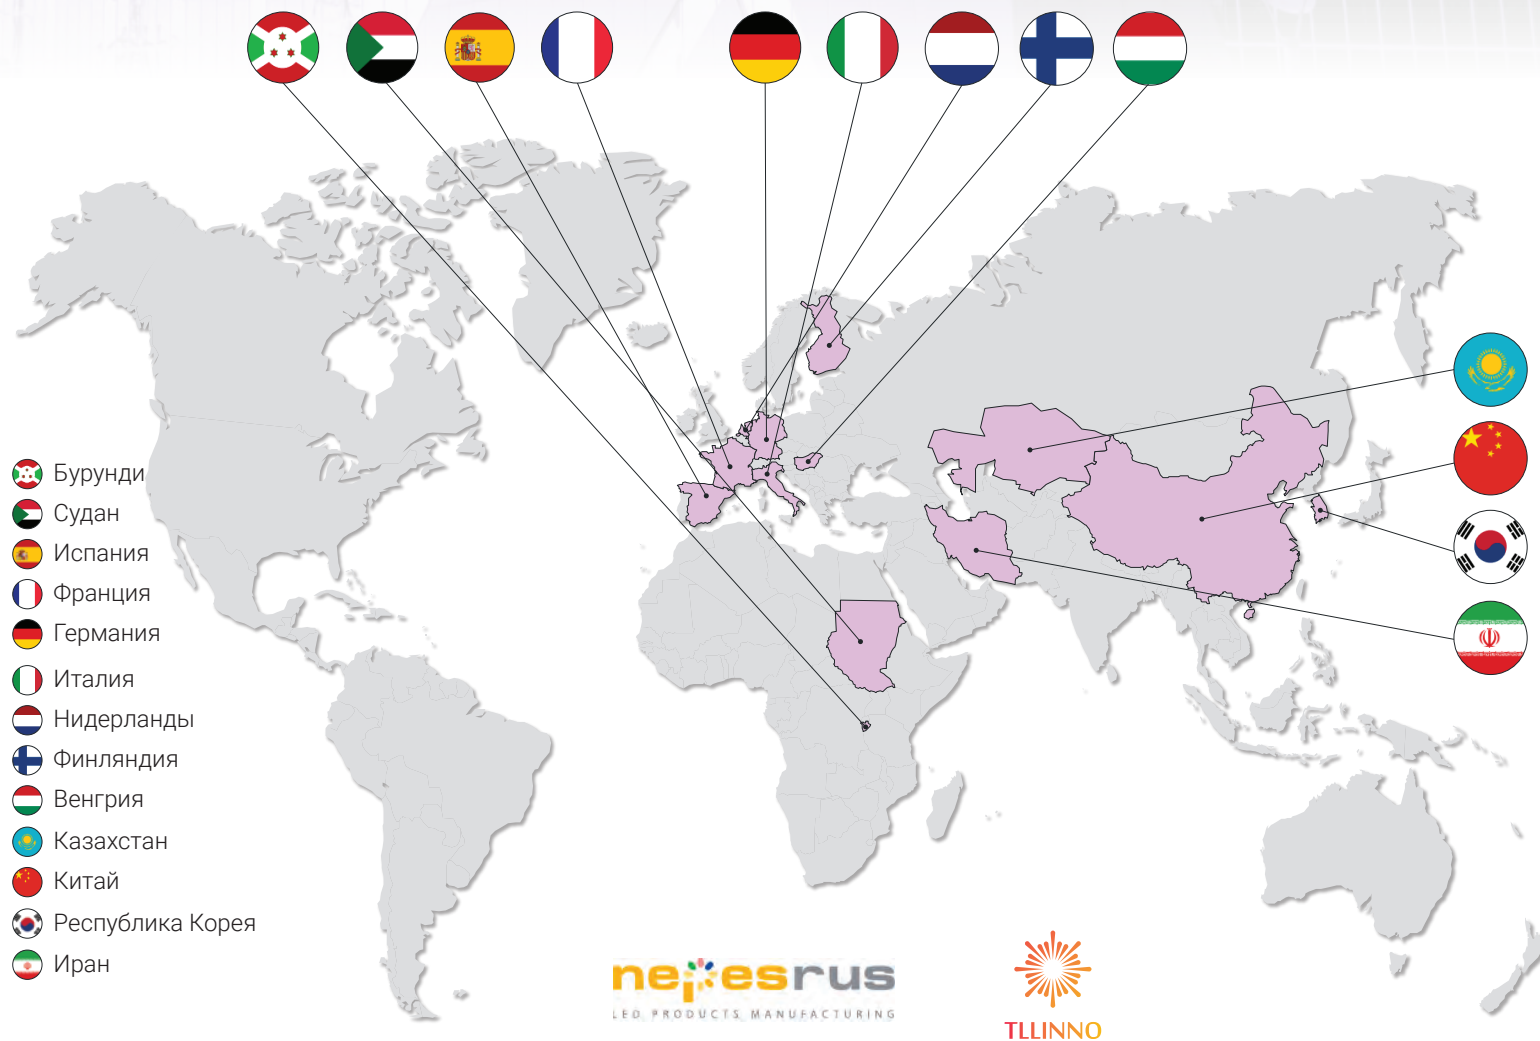 Бурунди
Судан
Испания
Франция
Германия
Италия
Нидерланды
Финляндия
Венгрия
Казахстан
Китай
Республика Корея
Иран
nepesrus
LED PRODUCTS MANUFACTURING
TLLINNO